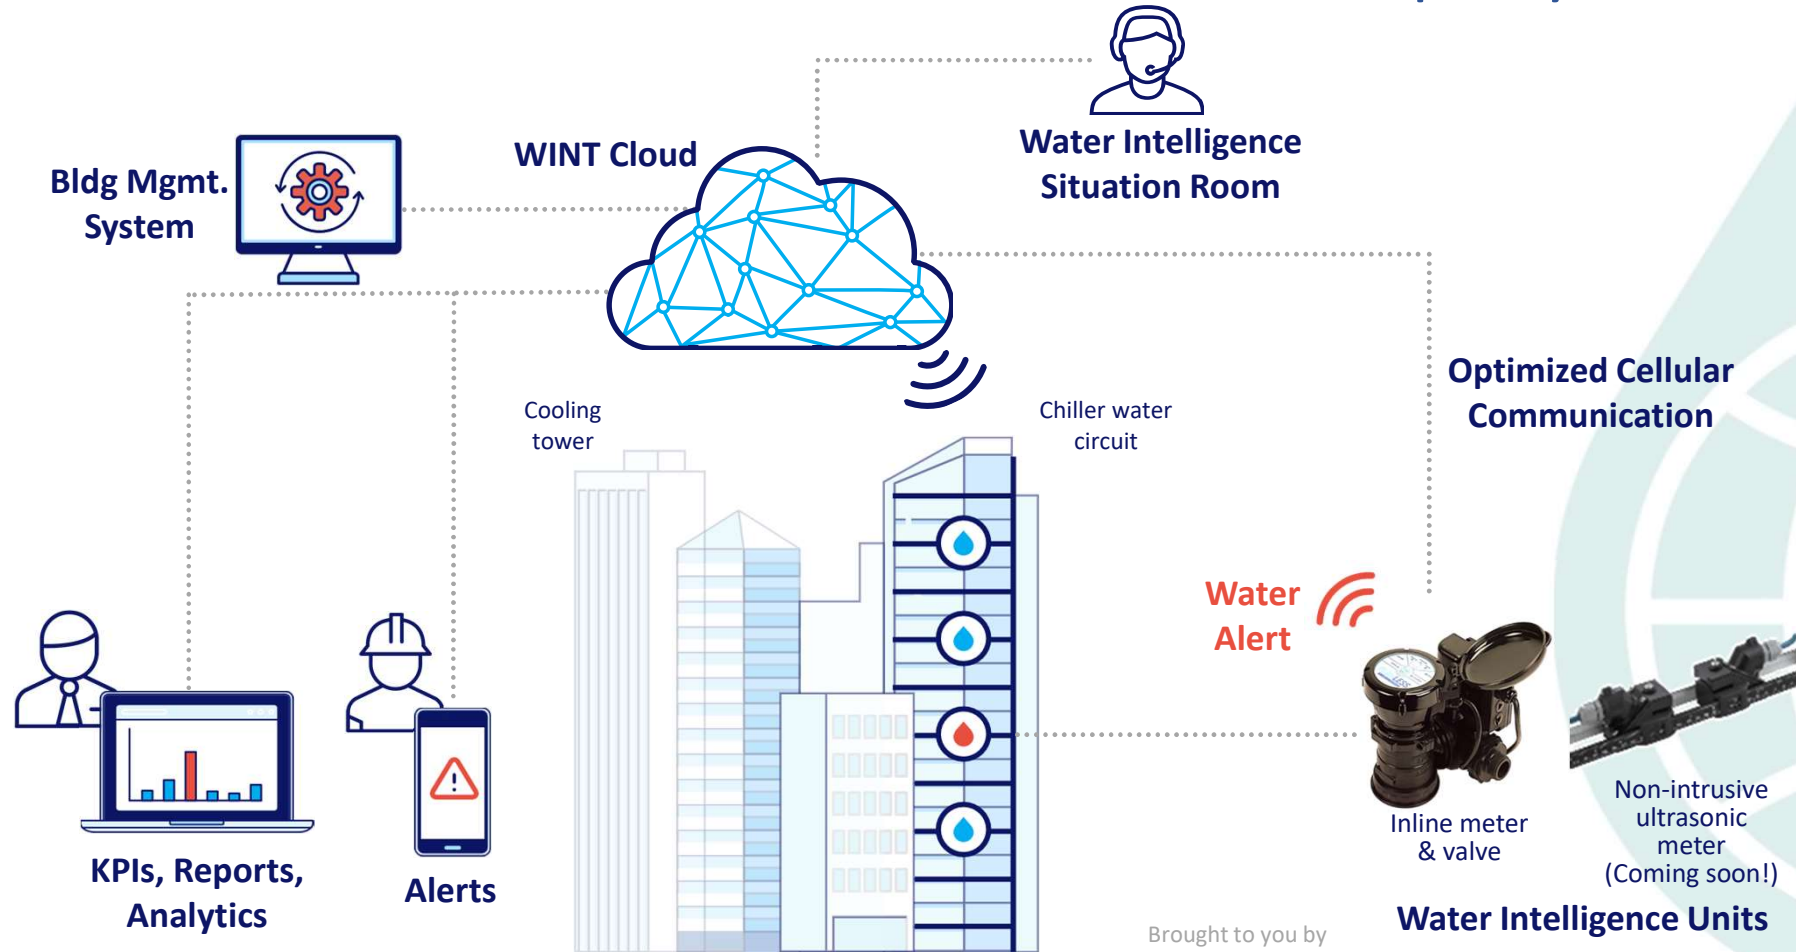 Water Intelligence
Situation Room
WINT Cloud
Bldg Mgmt.
System
Optimized Cellular
Communication
Cooling
tower
Chiller water
circuit
Water
Alert
Inline meter
& valve
Non-intrusive
ultrasonic
meter
(Coming soon!)
Water Intelligence Units
KPIs, Reports,
Analytics
Alerts
Brought to you by